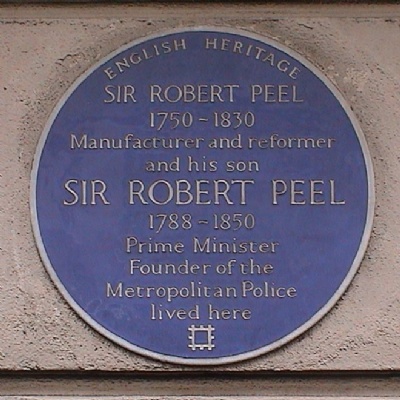 ENGLISH HERITAGE
SIR ROBERT PEEL
1750-1830
Manufacturer and reformer
and his son
SIR ROBERT PEEL
1788-1850
Prime Minister
Founder of the
Metropolitan Police
lived here